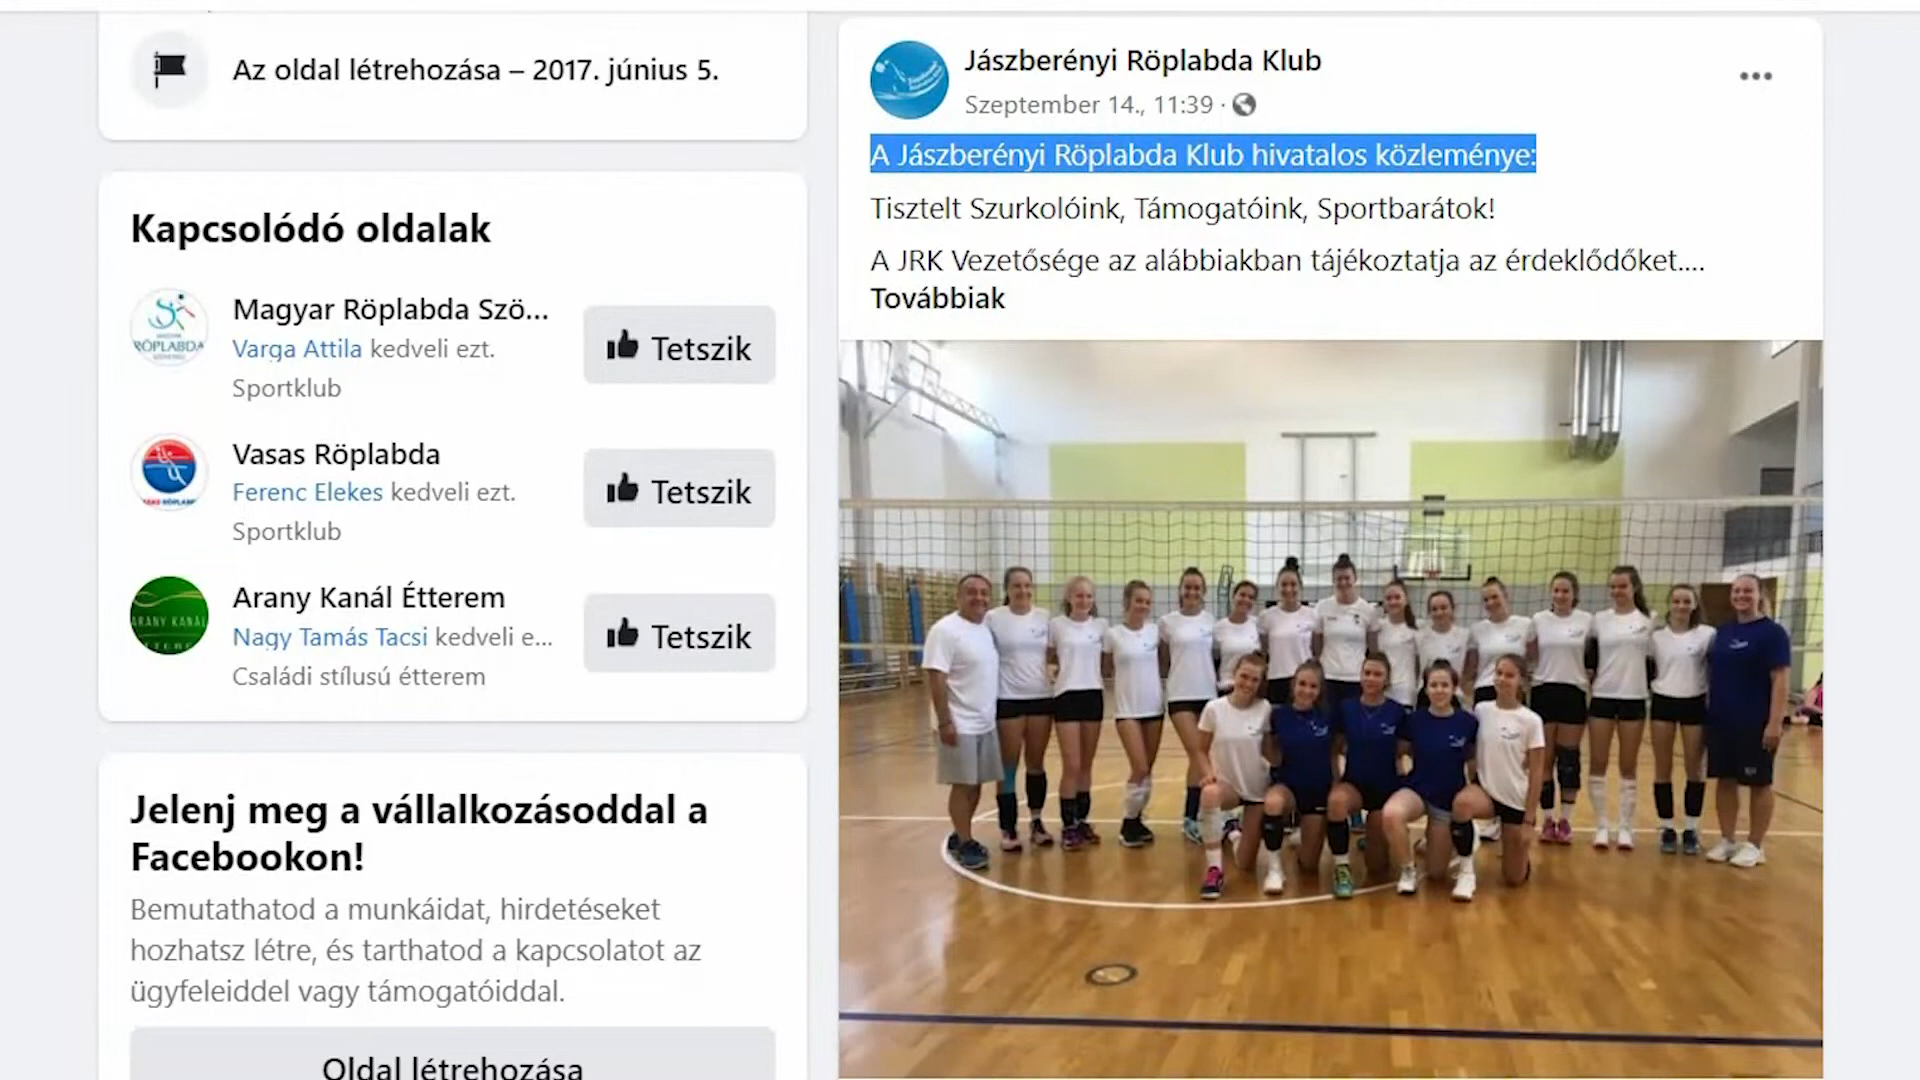 Az oldal létrehozása – 2017. június 5.
Kapcsolódó oldalak
Magyar Röplabda Szö...
Varga Attila kedveli ezt.
Sportklub
Tetszik
RÖPLABDA
Vasas Röplabda
Ferenc Elekes kedveli ezt.
Sportklub
Tetszik
Arany Kanál Étterem
Nagy Tamás Tacsi kedveli e...
Családi stílusú étterem
Tetszik
ARANY KANÁL
Jelenj meg a vállalkozásoddal a
Facebookon!
Bemutathatod a munkáidat, hirdetéseket
hozhatsz létre, és tarthatod a kapcsolatot az
ügyfeleiddel vagy támogatóiddal.
Oldal létrehozása
Jászberényi Röplabda Klub
Szeptember 14., 11:39 ·
A Jászberényi Röplabda Klub hivatalos közleménye:
Tisztelt Szurkolóink, Támogatóink, Sportbarátok!
A JRK Vezetősége az alábbiakban tájékoztatja az érdeklődőket....
Továbbiak